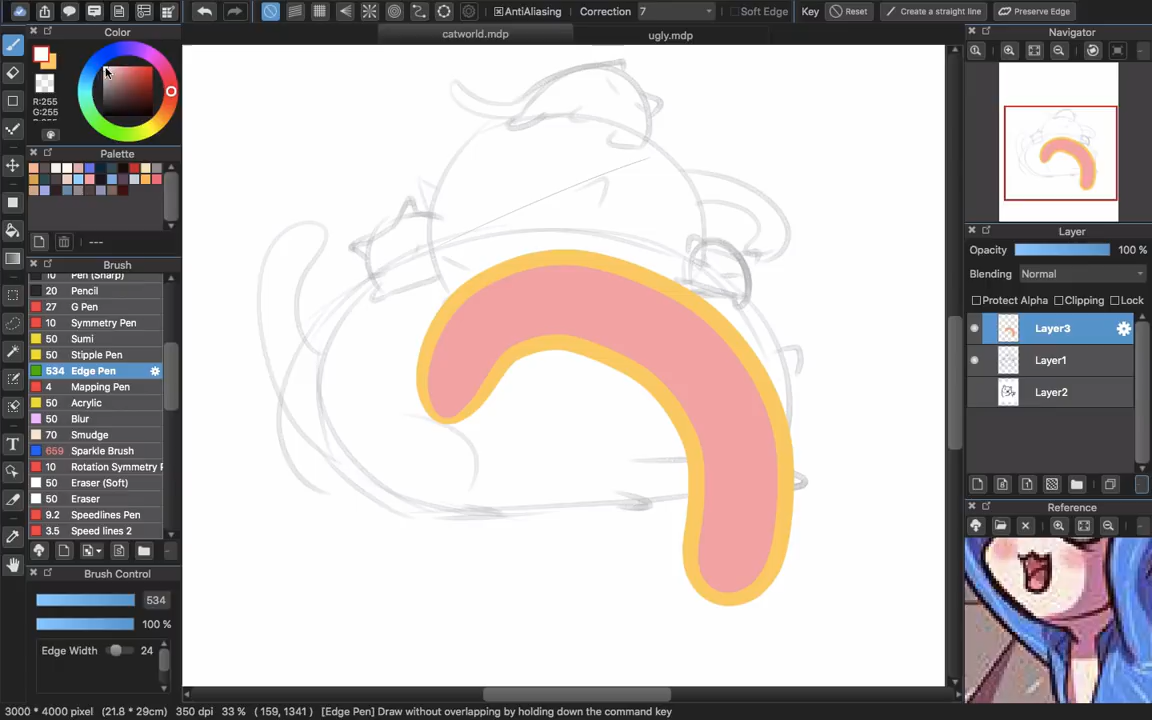 AntiAliasing Correction 7 Soft Edge Key Reset Create a straight line Preserve Edge
catworld.mdp ugly.mdp
Color
R:255
G:255
Palette
---
Brush
10 Pen (Sharp)
20 Pencil
27 G Pen
10 Symmetry Pen
50 Sumi
50 Stipple Pen
534 Edge Pen
4 Mapping Pen
50 Acrylic
50 Blur
70 Smudge
659 Sparkle Brush
10 Rotation Symmetry
50 Eraser (Soft)
50 Eraser
9.2 Speedlines Pen
3.5 Speed lines 2
Brush Control
534
100 %
Edge Width 24
Navigator
Layer
Opacity 100 %
Blending Normal
Protect Alpha Clipping Lock
Layer3
Layer1
Layer2
Reference
3000 * 4000 pixel (21.8 * 29cm) 350 dpi 33 % ( 159, 1341 ) [Edge Pen] Draw without overlapping by holding down the command key